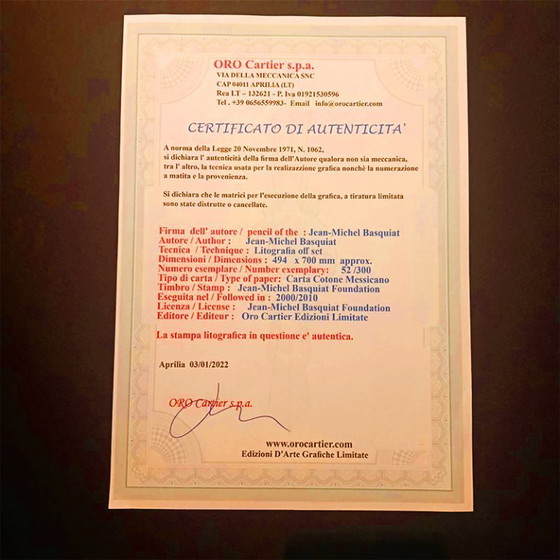 ORO Cartier s.p.a.
VIA DELLA MECCANICA SNC
CAP 04011 APRILIA (LT)
Rea LT – 132621 - P. Iva 01921530596
Tel . +39 0656559983- Email info@orocartier.com
CERTIFICATO DI AUTENTICITA'
A norma della Legge 20 Novembre 1971, N. 1062,
si dichiara l' autenticità della firma dell'Autore qualora non sia meccanica,
tra l' altro, la tecnica usata per la realizazzione grafica nonchè la numerazione
a matita e la provenienza.
Si dichiara che le matrici per l'esecuzione della grafica, a tiratura limitata
sono state distrutte o cancellate.
Firma dell' autore / pencil of the : Jean-Michel Basquiat
Autore / Author : Jean-Michel Basquiat
Tecnica / Technique : Litografia off set
Dimensioni / Dimensions : 494 x 700 mm approx.
Numero esemplare / Number exemplary: 52 /300
Tipo di carta / Type of paper: Carta Cotone Messicano
Timbro / Stamp : Jean-Michel Basquiat Foundation
Eseguita nel / Followed in : 2000/2010
Licenza / License : Jean-Michel Basquiat Foundation
Editore / Editeur : Oro Cartier Edizioni Limitate
La stampa litografica in questione e' autentica.
Aprilia 03/01/2022
ORO Cartier s.p.a.
www.orocartier.com
Edizioni D'Arte Grafiche Limitate